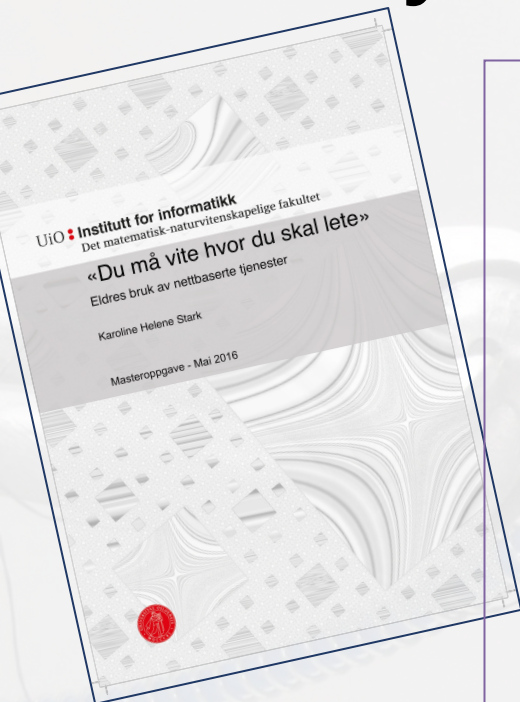 UiO : Institutt for informatikk
Det matematisk-naturvitenskapelige fakultet
«Du må vite hvor du skal lete»
Eldres bruk av nettbaserte tjenester
Karoline Helene Stark
Masteroppgave - Mai 2016